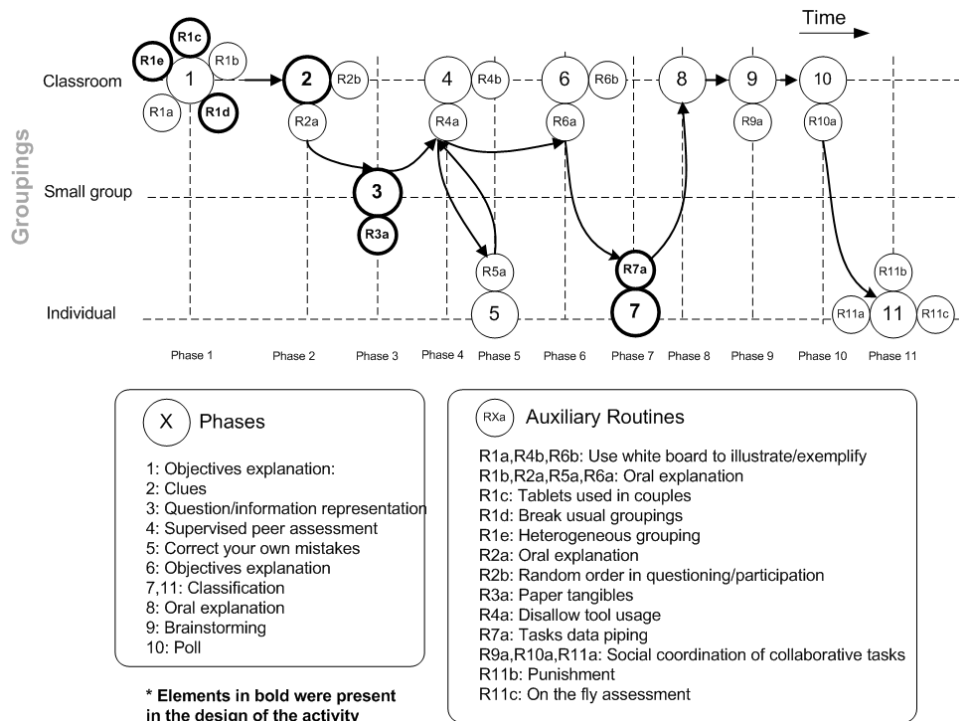 Time
R1c
R1e
R1b
Classroom
1
2
R2b
4
R4b
6
R6b
8
9
10
R1a
R1d
R2a
R4a
R6a
R9a
R10a
Groupings
Small group
3
R3a
R5a
R7a
R11b
Individual
5
7
R11a
11
R11c
Phase 1
Phase 2
Phase 3
Phase 4
Phase 5
Phase 6
Phase 7
Phase 8
Phase 9
Phase 10
Phase 11
X
Phases
1: Objectives explanation:
2: Clues
3: Question/information representation
4: Supervised peer assessment
5: Correct your own mistakes
6: Objectives explanation
7,11: Classification
8: Oral explanation
9: Brainstorming
10: Poll
* Elements in bold were present
in the design of the activity
RXa
Auxiliary Routines
R1a,R4b,R6b: Use white board to illustrate/exemplify
R1b,R2a,R5a,R6a: Oral explanation
R1c: Tablets used in couples
R1d: Break usual groupings
R1e: Heterogeneous grouping
R2a: Oral explanation
R2b: Random order in questioning/participation
R3a: Paper tangibles
R4a: Disallow tool usage
R7a: Tasks data piping
R9a,R10a,R11a: Social coordination of collaborative tasks
R11b: Punishment
R11c: On the fly assessment